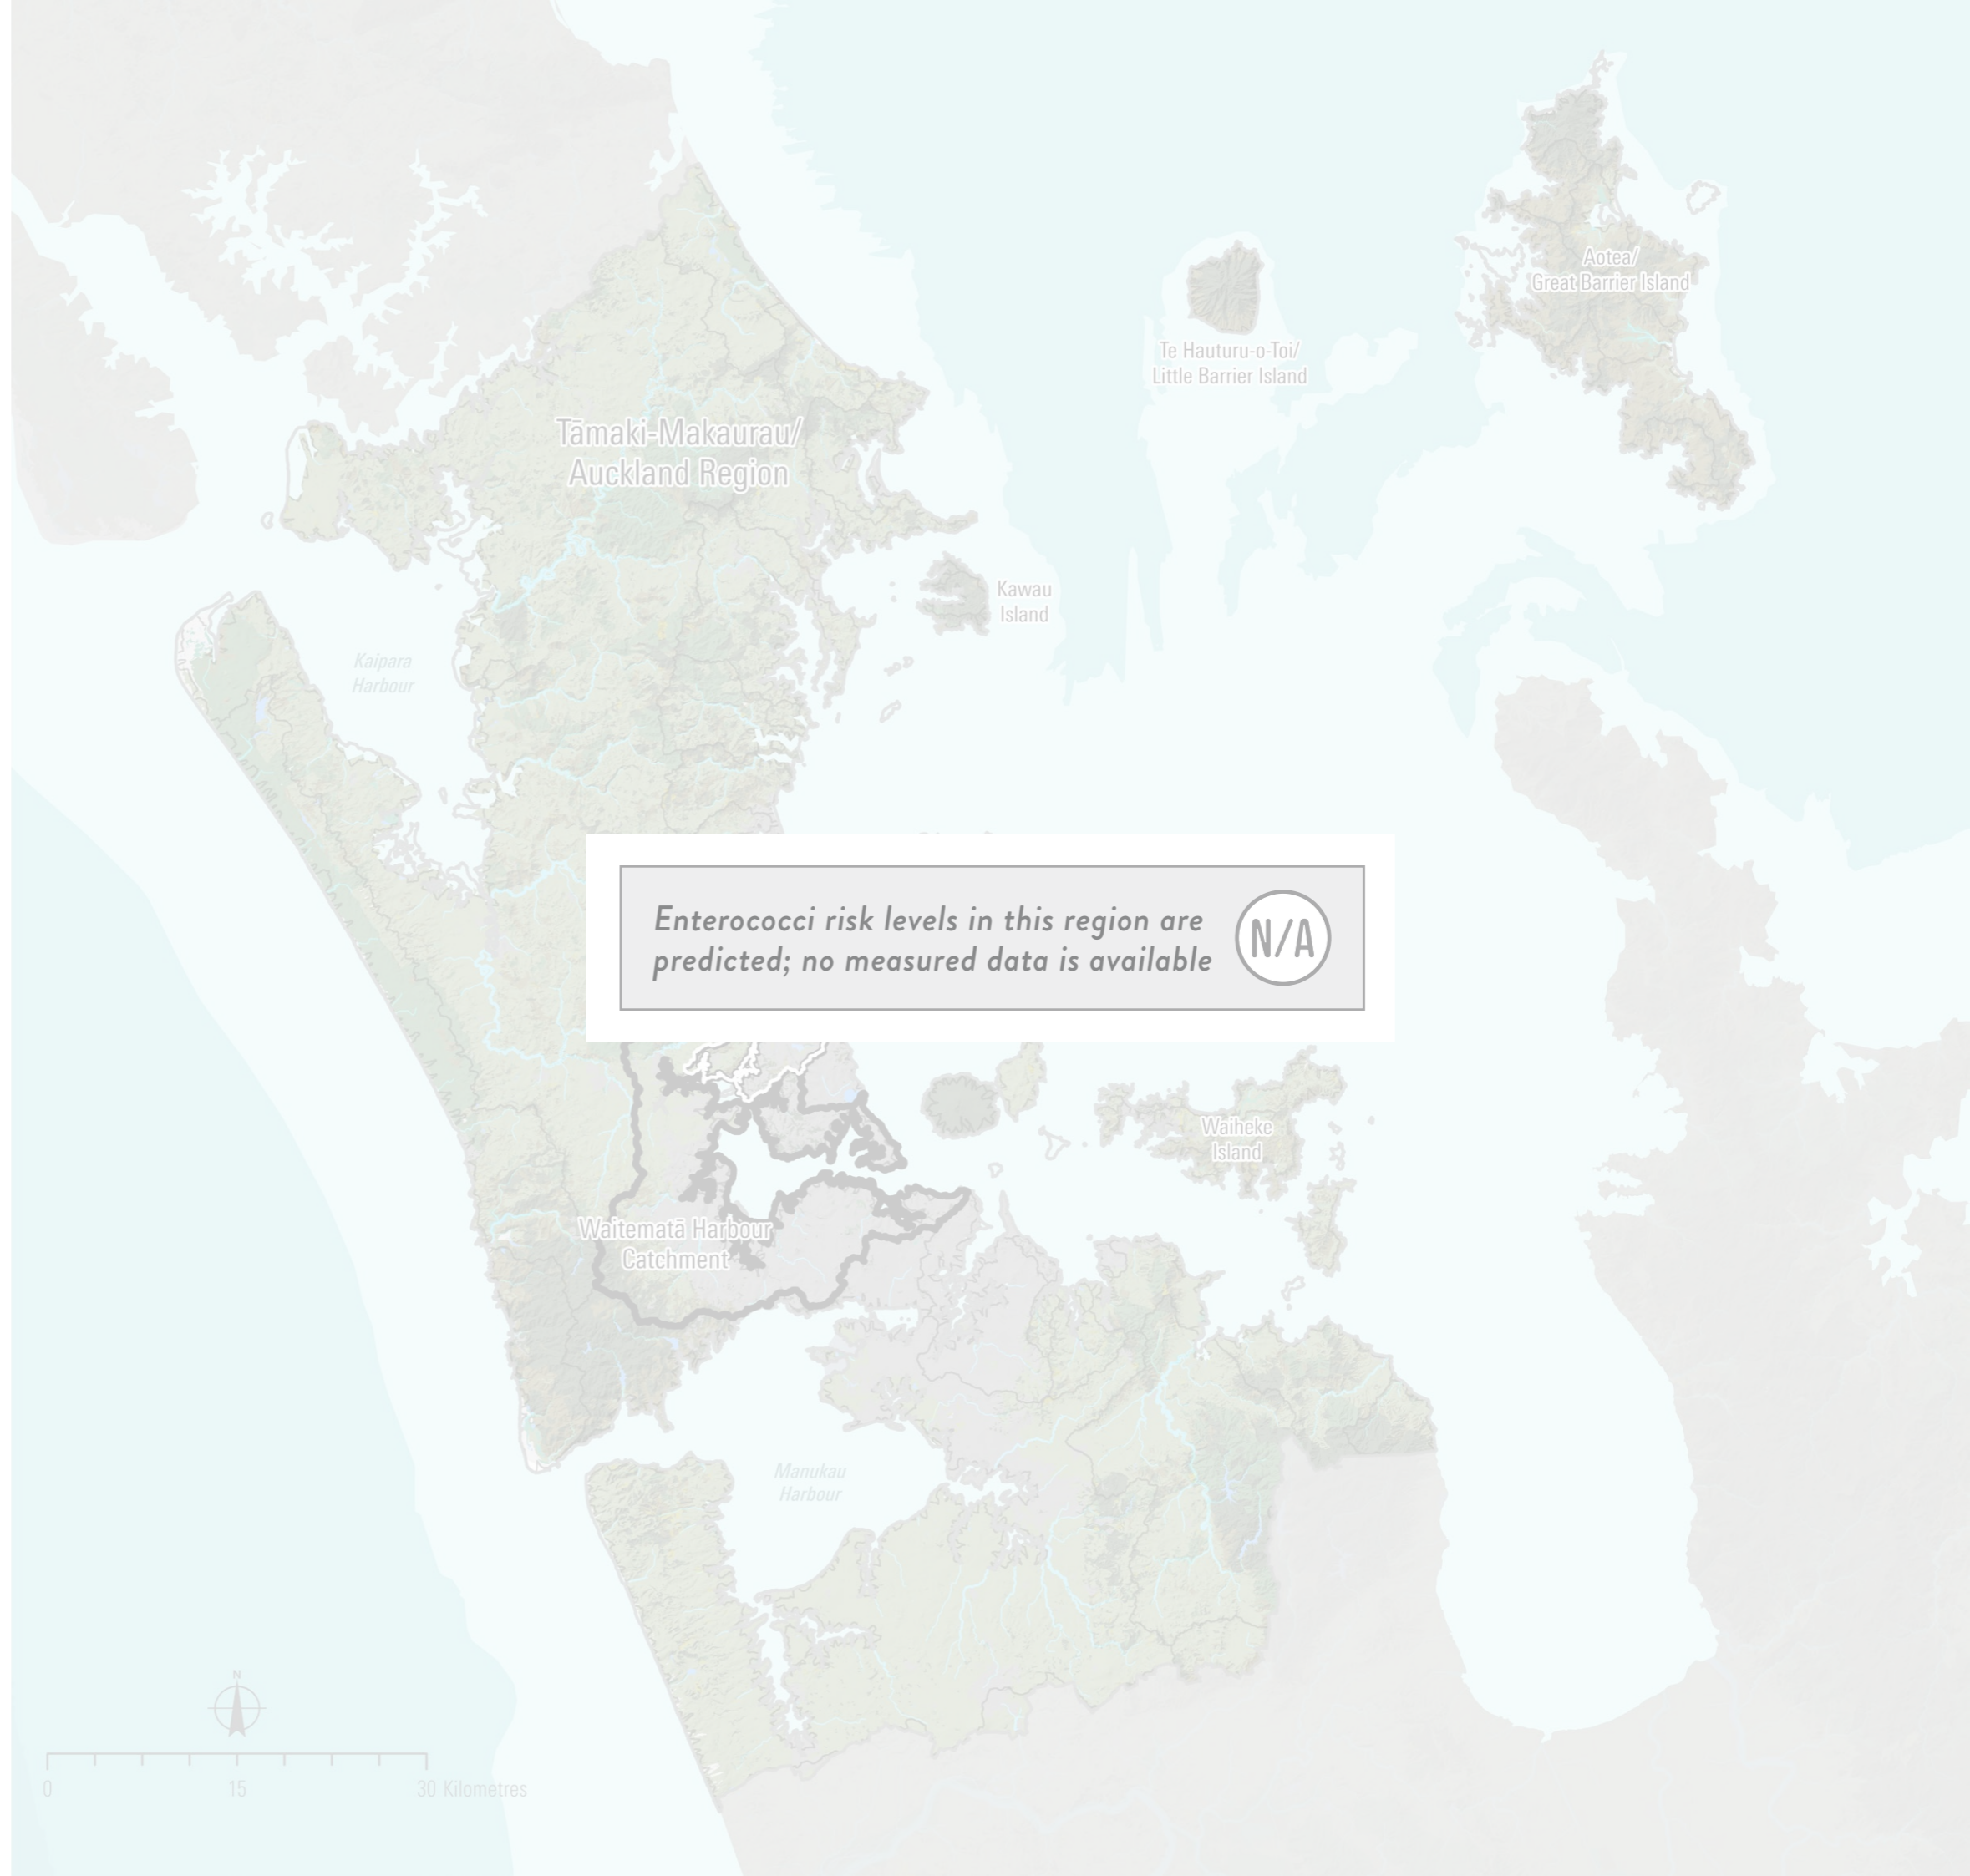 Aotea/
Great Barrier Island
Te Hauturu-o-Toi/
Little Barrier Island
Tāmaki-Makaurau/
Auckland Region
Kawau
Island
Kaipara
Harbour
Enterococci risk levels in this region are
predicted; no measured data is available
N/A
Waiheke
Island
Waitematā Harbour
Catchment
Manukau
Harbour
N
0 15 30 Kilometres